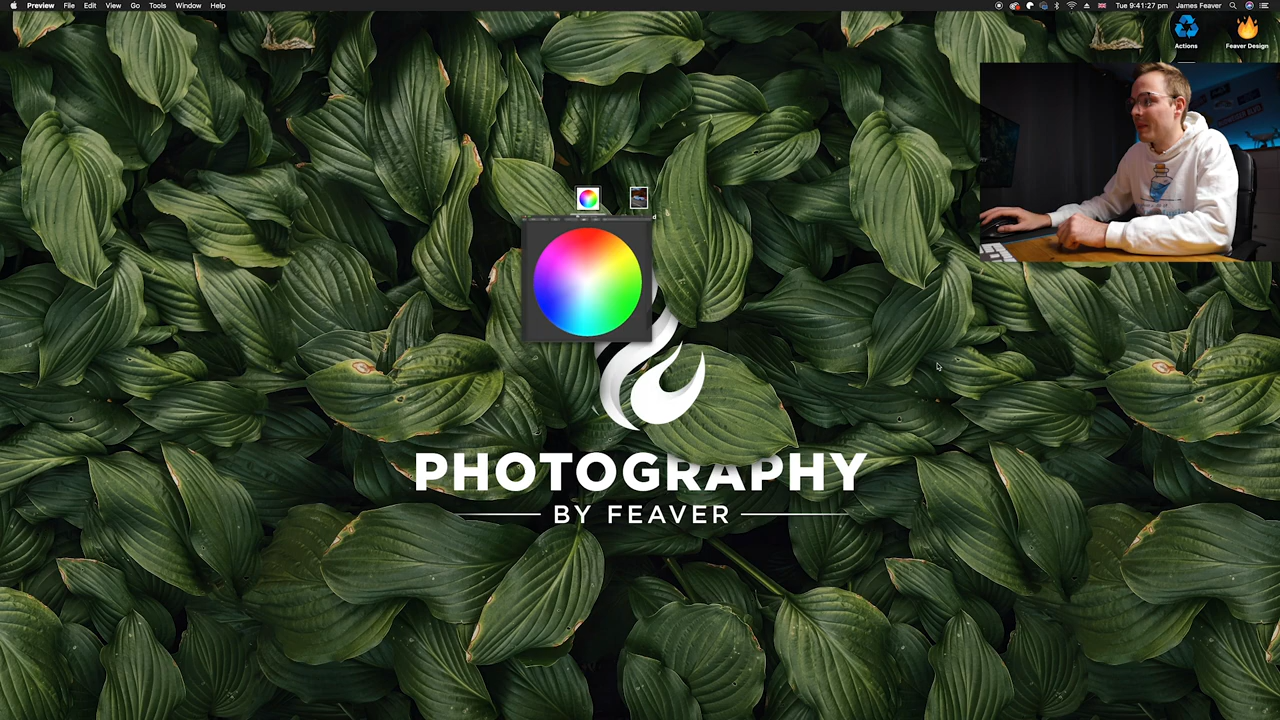 Preview File Edit View Go Tools Window Help Tue 9:41:27 pm James Feaver
Actions Feaver Design
PHOTOGRAPHY
BY FEAVER